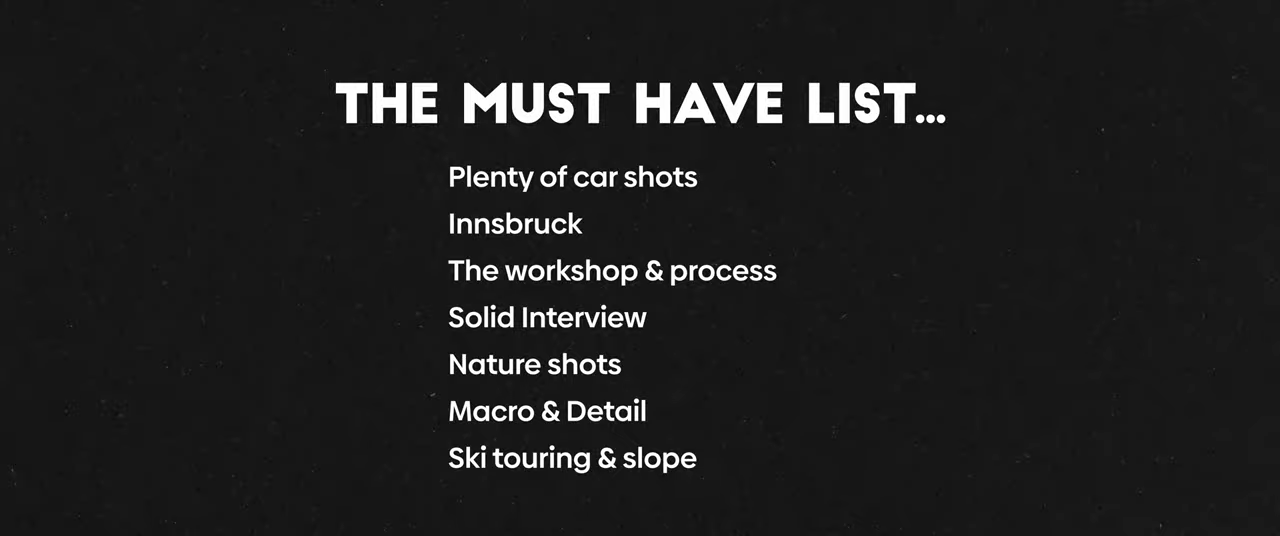 THE MUST HAVE LIST...
Plenty of car shots
Innsbruck
The workshop & process
Solid Interview
Nature shots
Macro & Detail
Ski touring & slope